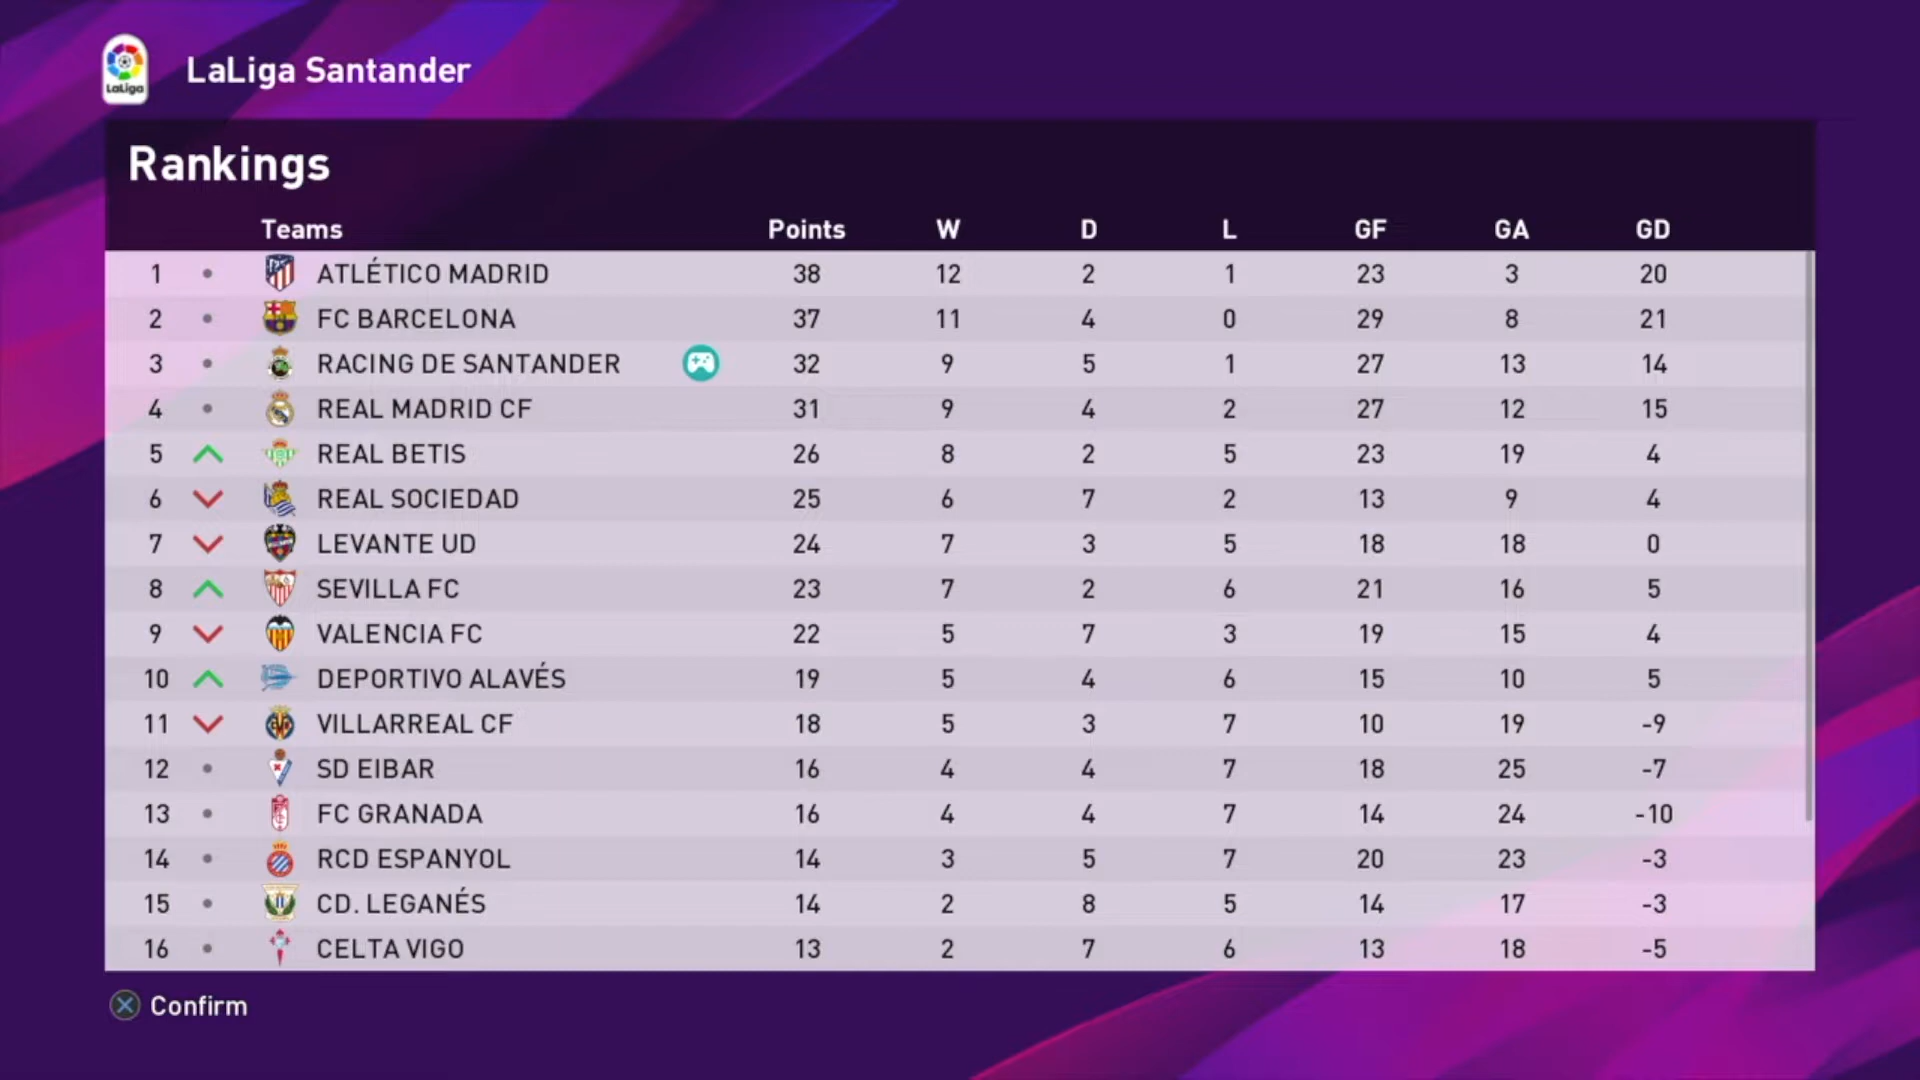 LaLiga
LaLiga Santander
Rankings
Teams Points W D L GF GA GD
1 ATLÉTICO MADRID 38 12 2 1 23 3 20
2 FC BARCELONA 37 11 4 0 29 8 21
3 RACING DE SANTANDER 32 9 5 1 27 13 14
4 REAL MADRID CF 31 9 4 2 27 12 15
5 REAL BETIS 26 8 2 5 23 19 4
6 REAL SOCIEDAD 25 6 7 2 13 9 4
7 LEVANTE UD 24 7 3 5 18 18 0
8 SEVILLA FC 23 7 2 6 21 16 5
9 VALENCIA FC 22 5 7 3 19 15 4
10 DEPORTIVO ALAVÉS 19 5 4 6 15 10 5
11 VILLARREAL CF 18 5 3 7 10 19 -9
12 SD EIBAR 16 4 4 7 18 25 -7
13 FC GRANADA 16 4 4 7 14 24 -10
14 RCD ESPANYOL 14 3 5 7 20 23 -3
15 CD. LEGANÉS 14 2 8 5 14 17 -3
16 CELTA VIGO 13 2 7 6 13 18 -5
Confirm